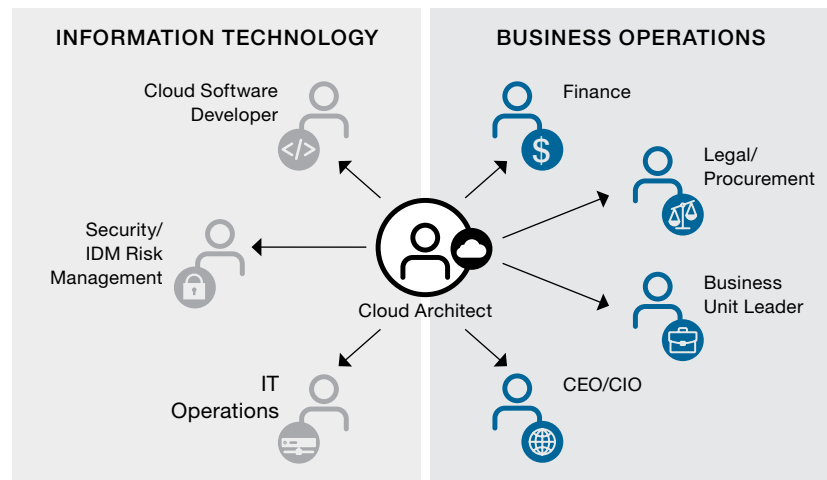 INFORMATION TECHNOLOGY
Cloud Software
Developer
</>
Security/
IDM Risk
Management
IT
Operations
Cloud Architect
BUSINESS OPERATIONS
Finance
$
Legal/
Procurement
Business
Unit Leader
CEO/CIO